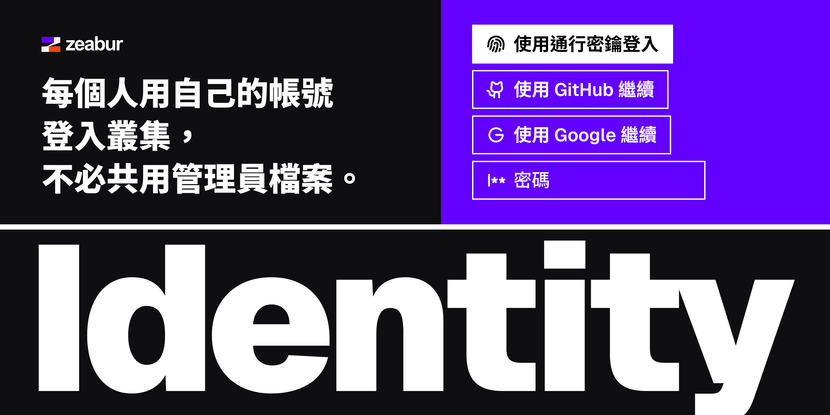 zeabur
每個人用自己的帳號
登入叢集，
不必共用管理員檔案。
使用通行密鑰登入
使用 GitHub 繼續
使用 Google 繼續
密碼
Identity